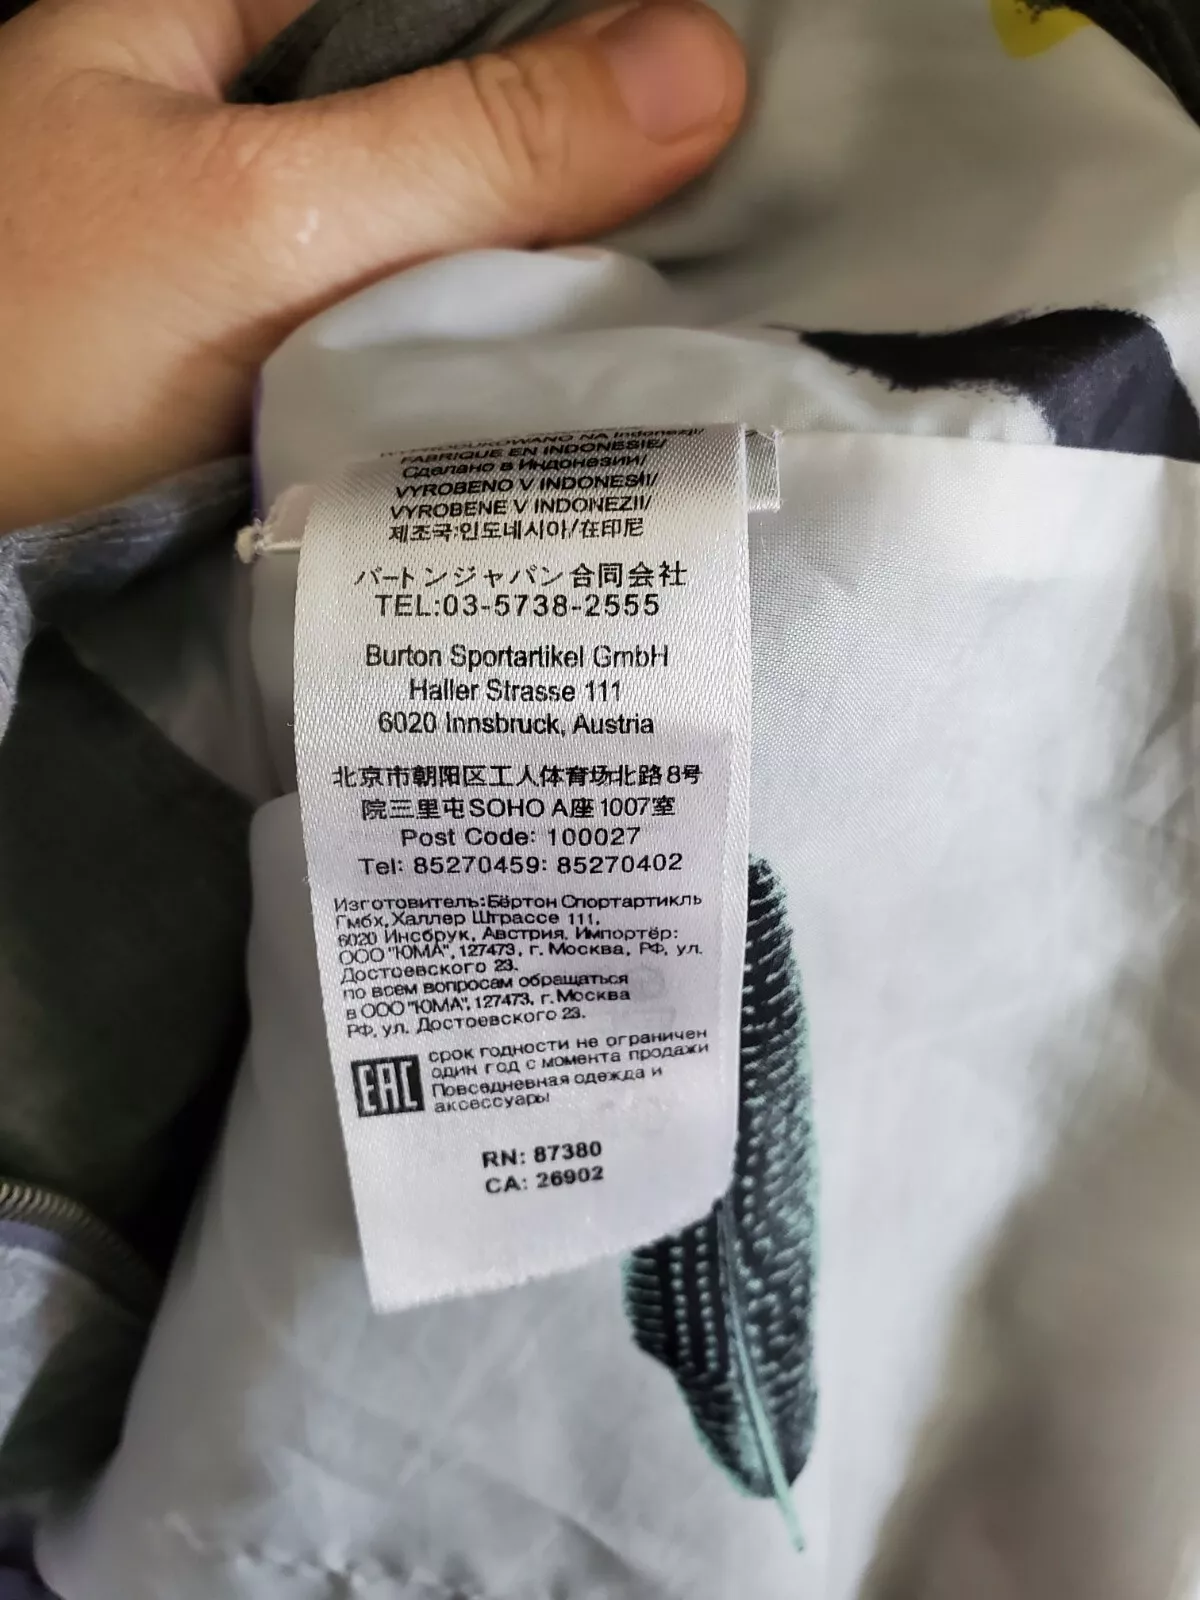 WYPRODUKOWANO NA Indonezji/
FABRIQUE EN INDONESIE/
Сделано в Индонезии/
VYROBENO V INDONESII/
VYROBENE V INDONEZII/
제조국:인도네시아/在印尼
バートンジャパン合同会社
TEL:03-5738-2555
Burton Sportartikel GmbH
Haller Strasse 111
6020 Innsbruck, Austria
北京市朝阳区工人体育场北路8号
院三里屯SOHO A座1007室
Post Code: 100027
Tel: 85270459: 85270402
Изготовитель:Бёртон Спортартикль
Гмбх, Халлер Штрассе 111,
6020 Инсбрук, Австрия. Импортёр:
ООО "ЮМА", 127473, г. Москва, РФ, ул.
Достоевского 23.
по всем вопросам обращаться
в ООО "ЮМА", 127473, г. Москва
РФ, ул. Достоевского 23.
EAC
срок годности не ограничен
один год с момента продажи
Повседневная одежда и
аксессуары
RN: 87380
CA: 26902